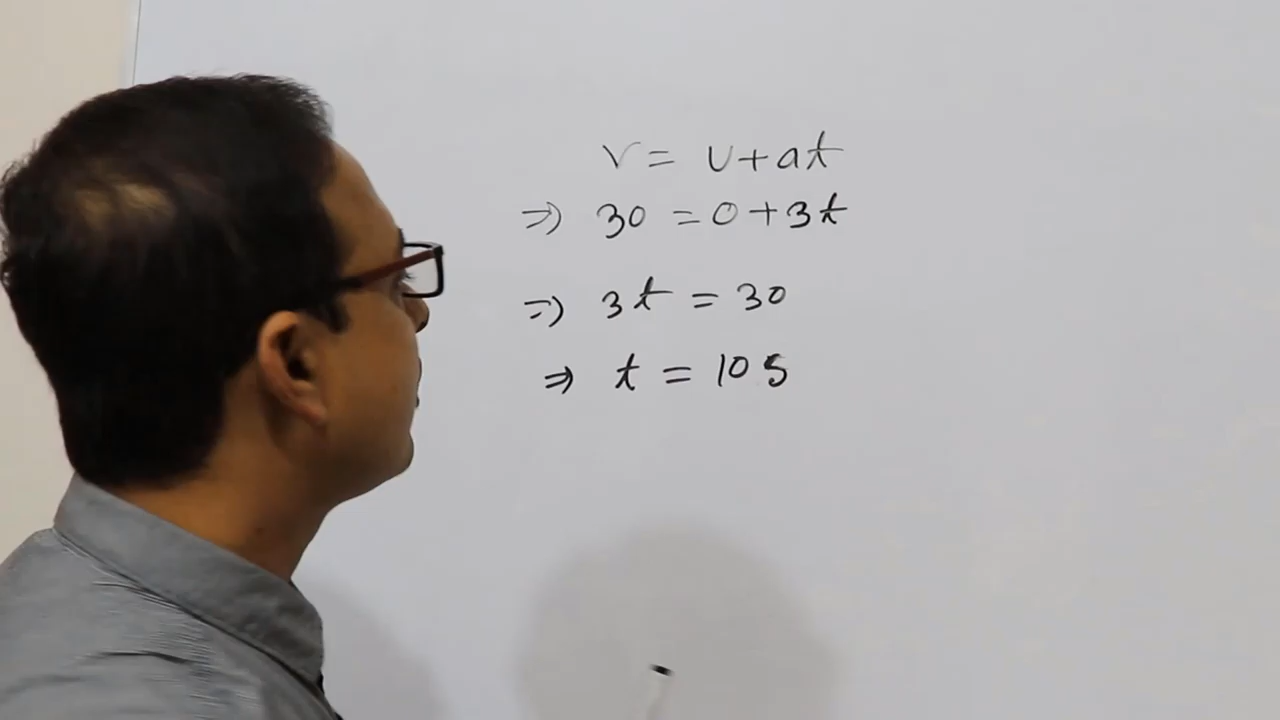 v = u + at
⇒ 30 = 0 + 3t
⇒ 3t = 30
⇒ t = 10 s